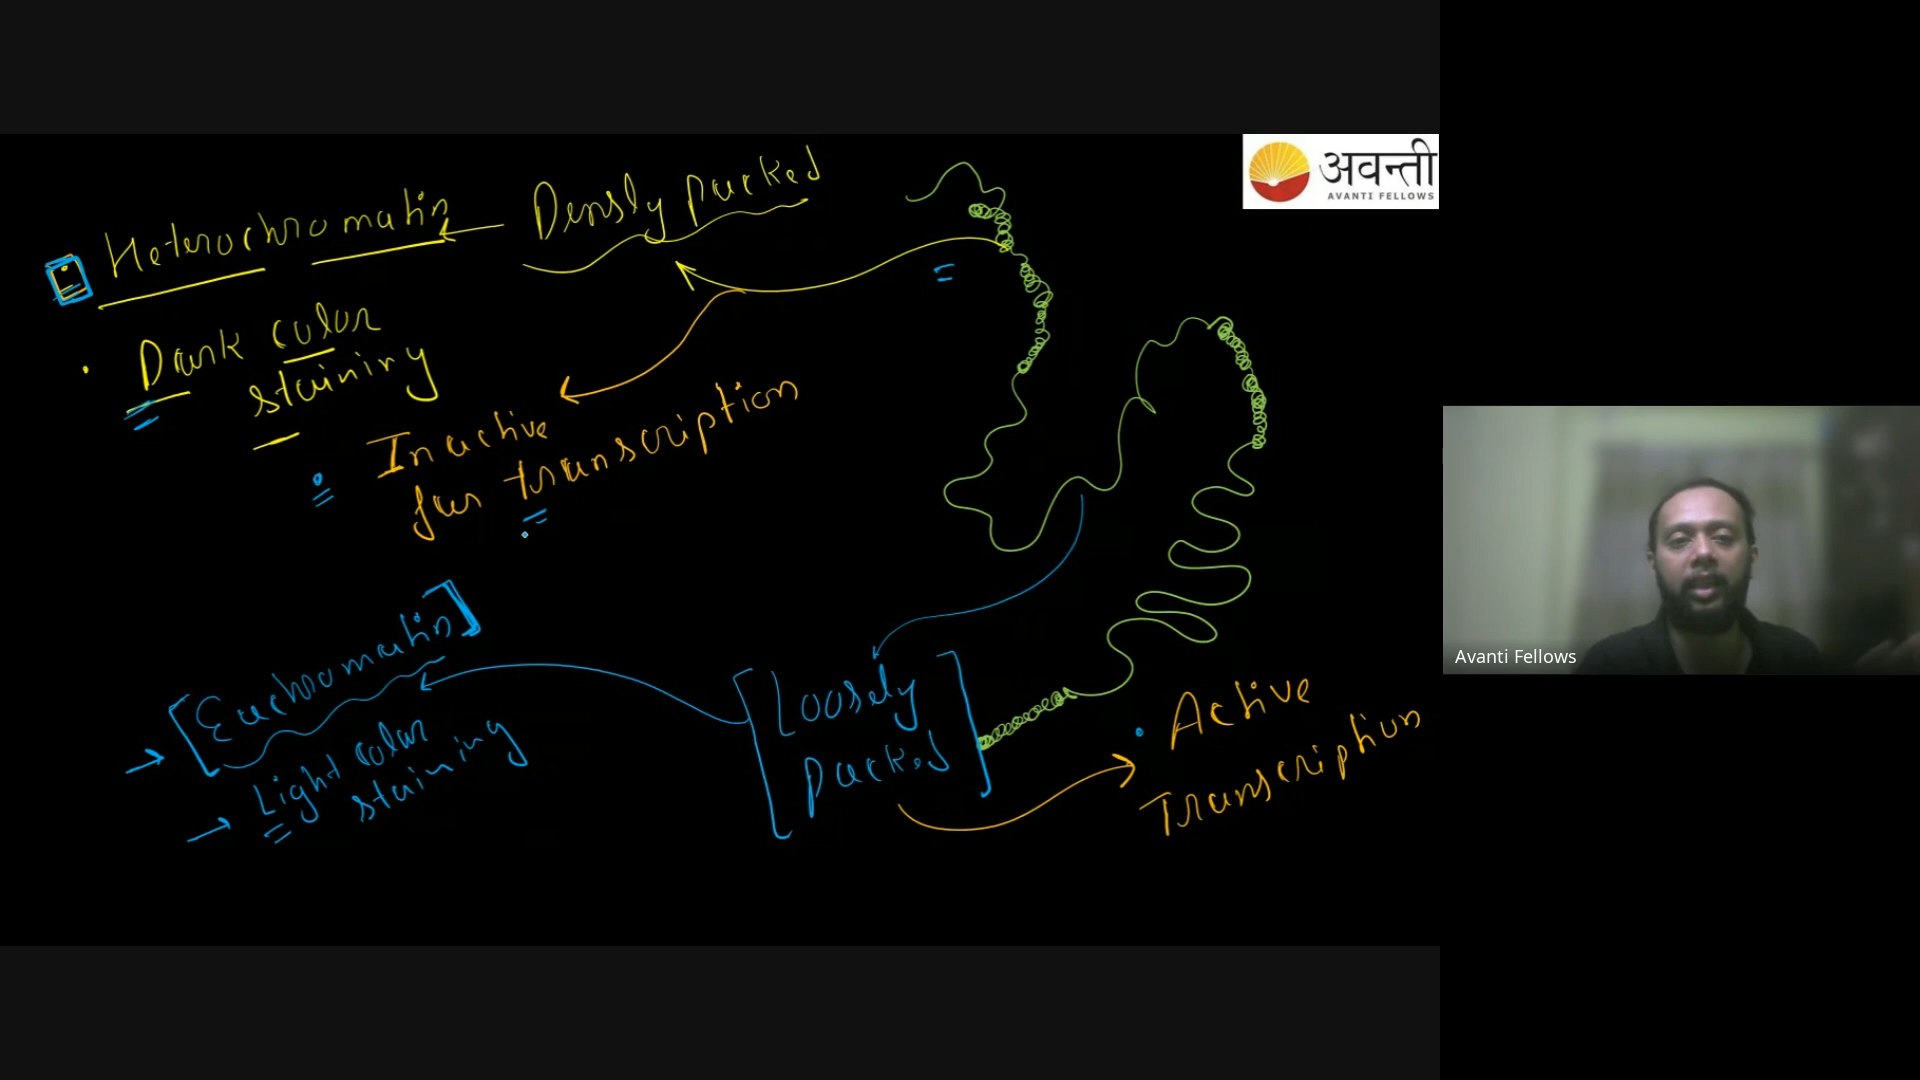 Heterochromatin ← Densly packed
Dark color
staining
Inactive
for transcription
[Euchromatin]
→ Light color
staining
[Loosely
packed]
Active
Transcription
अवन्ती
AVANTI FELLOWS
Avanti Fellows